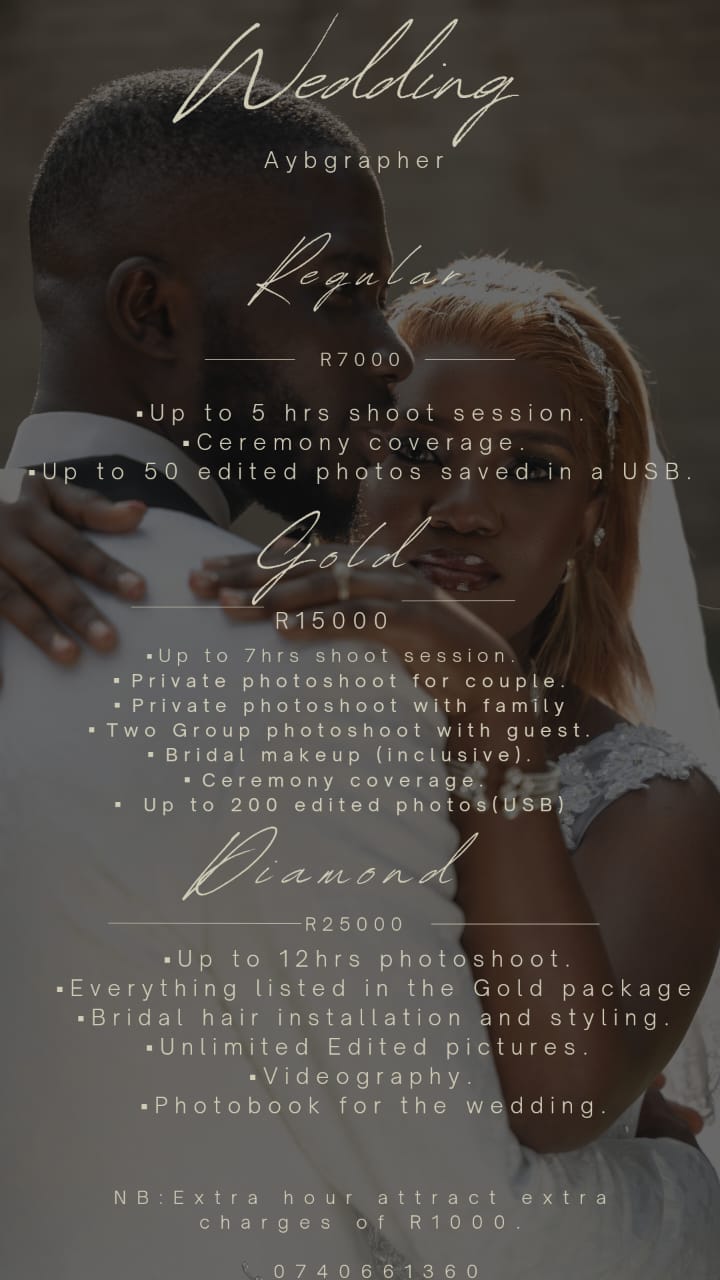 Wedding
Aybgrapher
Regular
R7000
▪Up to 5 hrs shoot session.
▪Ceremony coverage.
▪Up to 50 edited photos saved in a USB.
Gold
R15000
▪Up to 7hrs shoot session.
▪ Private photoshoot for couple.
▪ Private photoshoot with family
▪ Two Group photoshoot with guest.
▪ Bridal makeup (inclusive).
▪ Ceremony coverage.
▪ Up to 200 edited photos(USB)
Diamond
R25000
▪Up to 12hrs photoshoot.
▪Everything listed in the Gold package
▪Bridal hair installation and styling.
▪Unlimited Edited pictures.
▪Videography.
▪Photobook for the wedding.
NB:Extra hour attract extra
charges of R1000.
0740661360